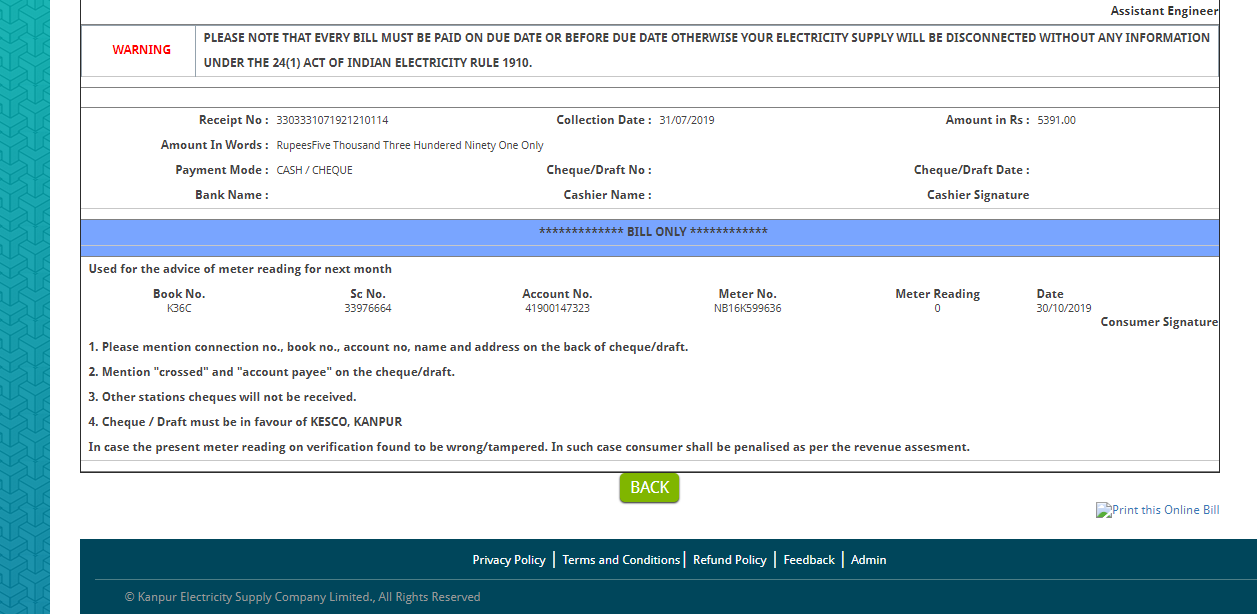 Assistant Engineer
WARNING
PLEASE NOTE THAT EVERY BILL MUST BE PAID ON DUE DATE OR BEFORE DUE DATE OTHERWISE YOUR ELECTRICITY SUPPLY WILL BE DISCONNECTED WITHOUT ANY INFORMATION
UNDER THE 24(1) ACT OF INDIAN ELECTRICITY RULE 1910.
Receipt No : 3303331071921210114 Collection Date : 31/07/2019 Amount in Rs : 5391.00
Amount In Words : RupeesFive Thousand Three Hundered Ninety One Only
Payment Mode : CASH / CHEQUE Cheque/Draft No : Cheque/Draft Date :
Bank Name : Cashier Name : Cashier Signature
************* BILL ONLY ************
Used for the advice of meter reading for next month
Book No. Sc No. Account No. Meter No. Meter Reading Date
K36C 33976664 41900147323 NB16K599636 0 30/10/2019
Consumer Signature
1. Please mention connection no., book no., account no, name and address on the back of cheque/draft.
2. Mention "crossed" and "account payee" on the cheque/draft.
3. Other stations cheques will not be received.
4. Cheque / Draft must be in favour of KESCO, KANPUR
In case the present meter reading on verification found to be wrong/tampered. In such case consumer shall be penalised as per the revenue assesment.
BACK
Print this Online Bill
Privacy Policy | Terms and Conditions | Refund Policy | Feedback | Admin
© Kanpur Electricity Supply Company Limited., All Rights Reserved